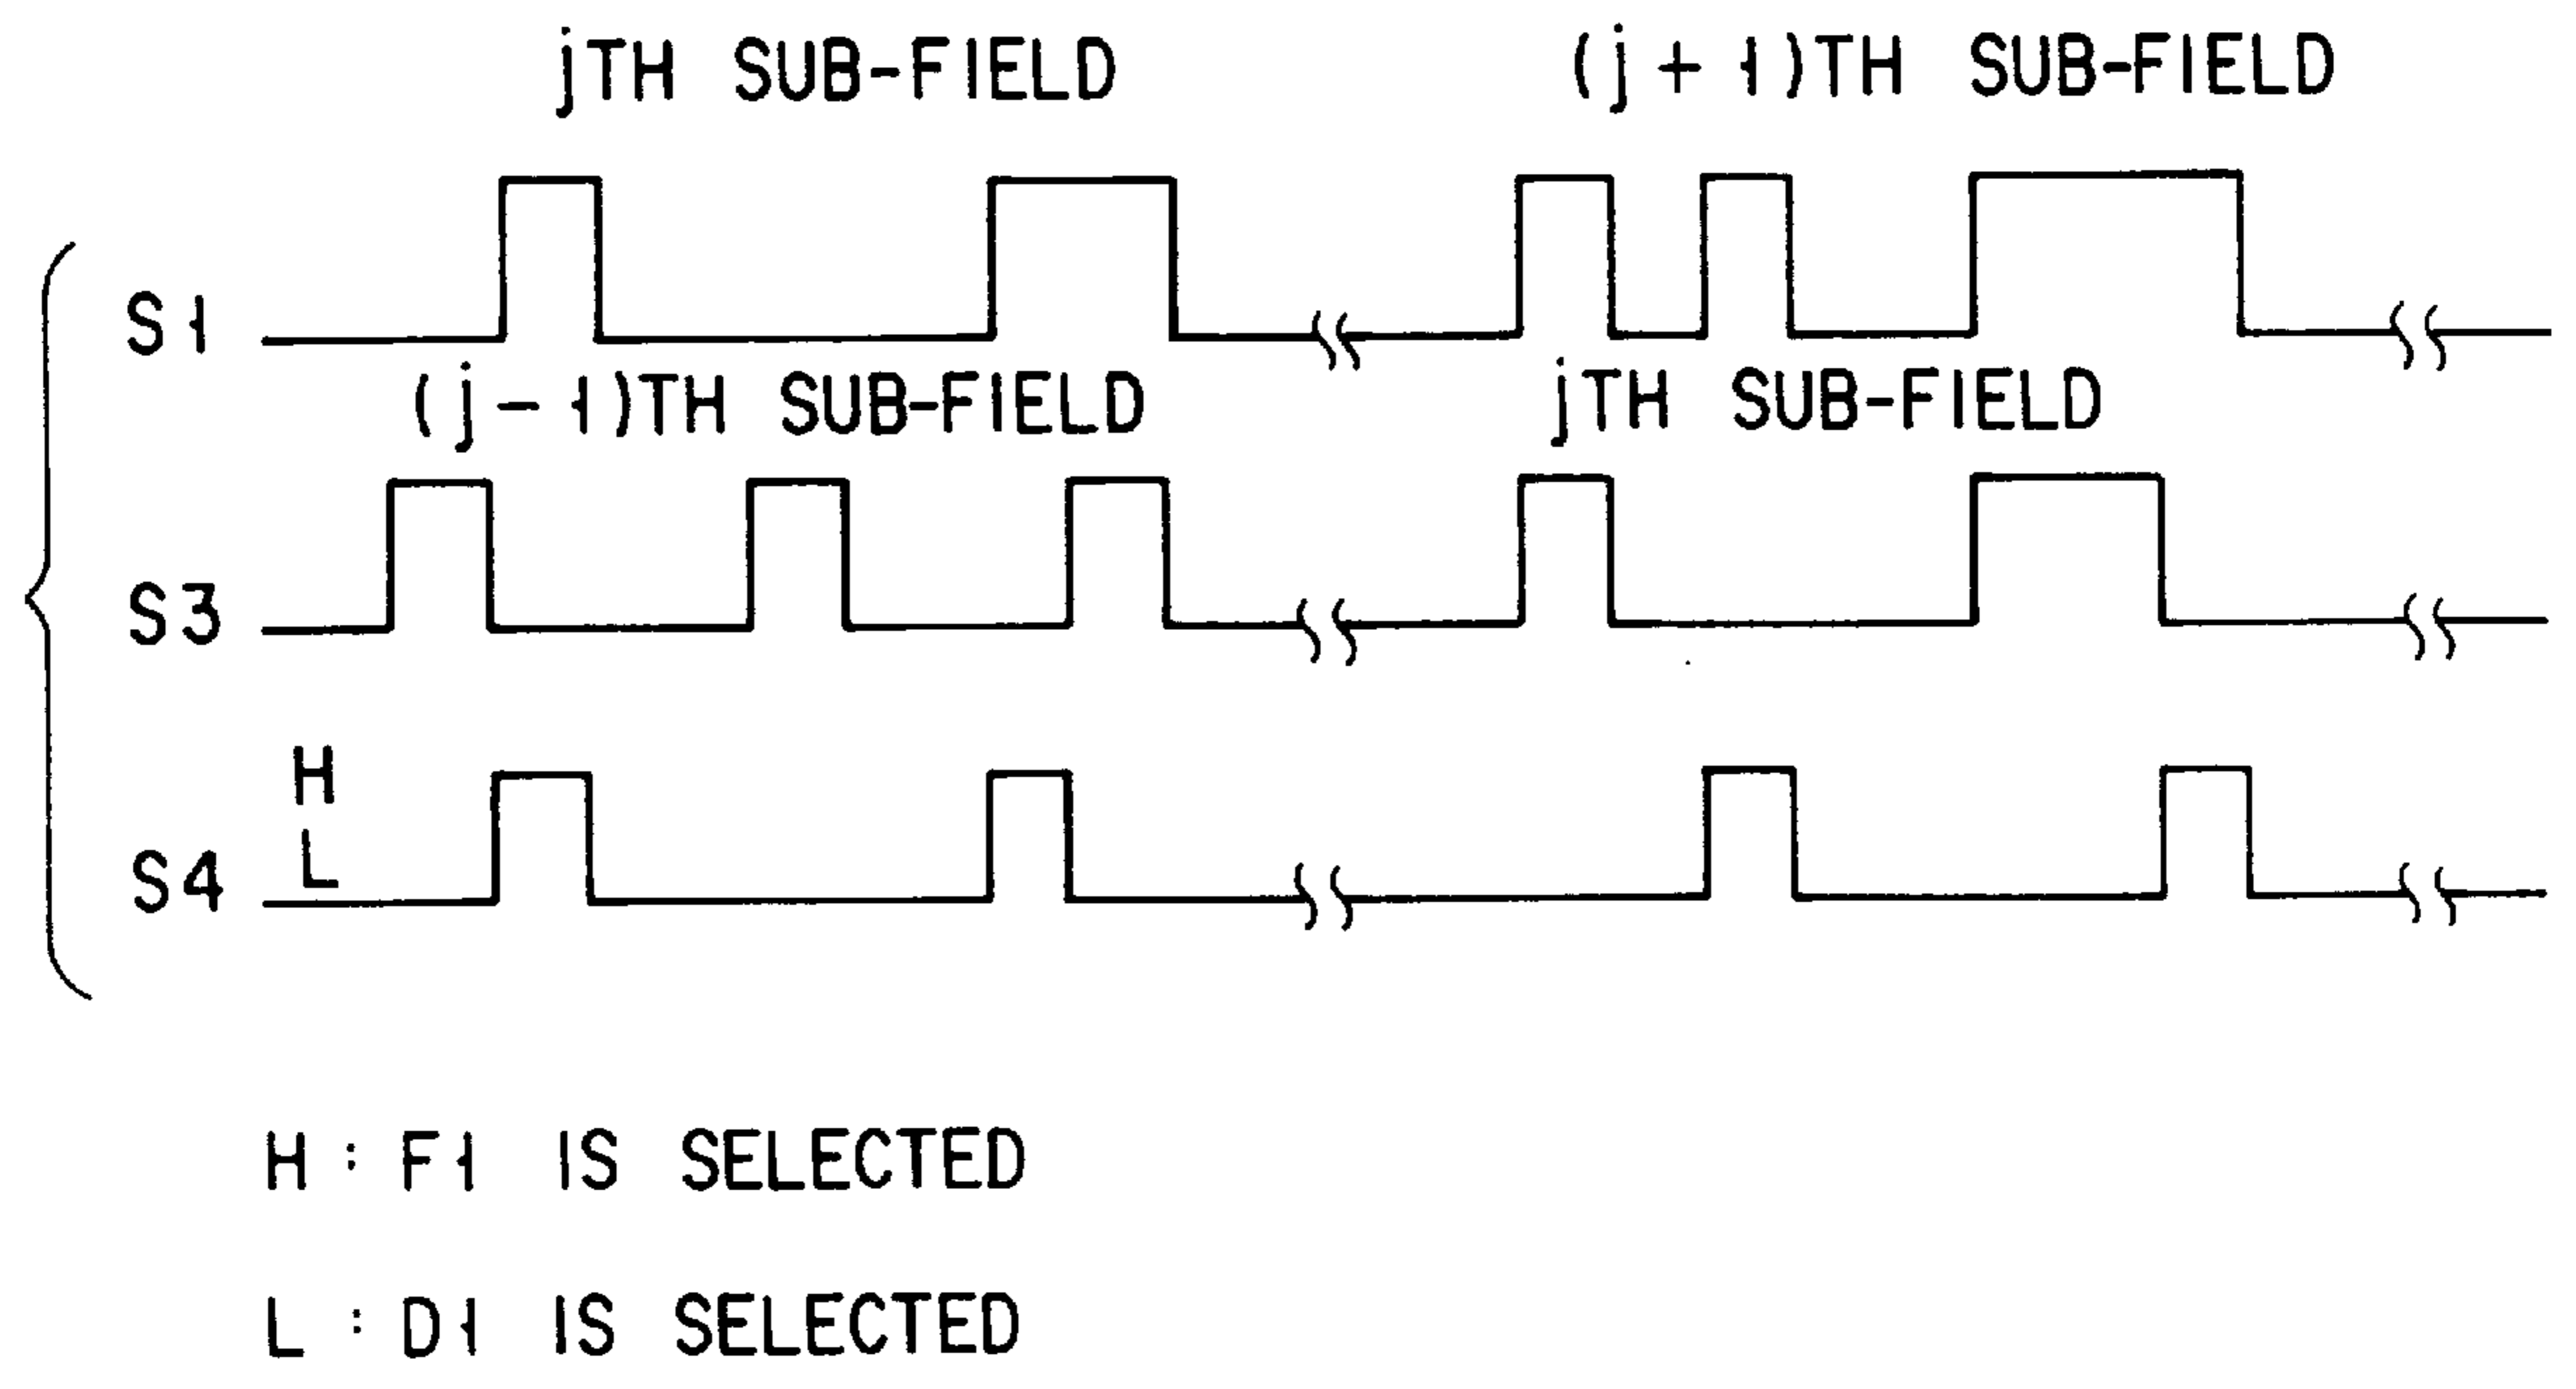 jTH SUB-FIELD (j+1)TH SUB-FIELD
S1
(j-1)TH SUB-FIELD jTH SUB-FIELD
S3
H
L
S4
H : F1 IS SELECTED
L : D1 IS SELECTED